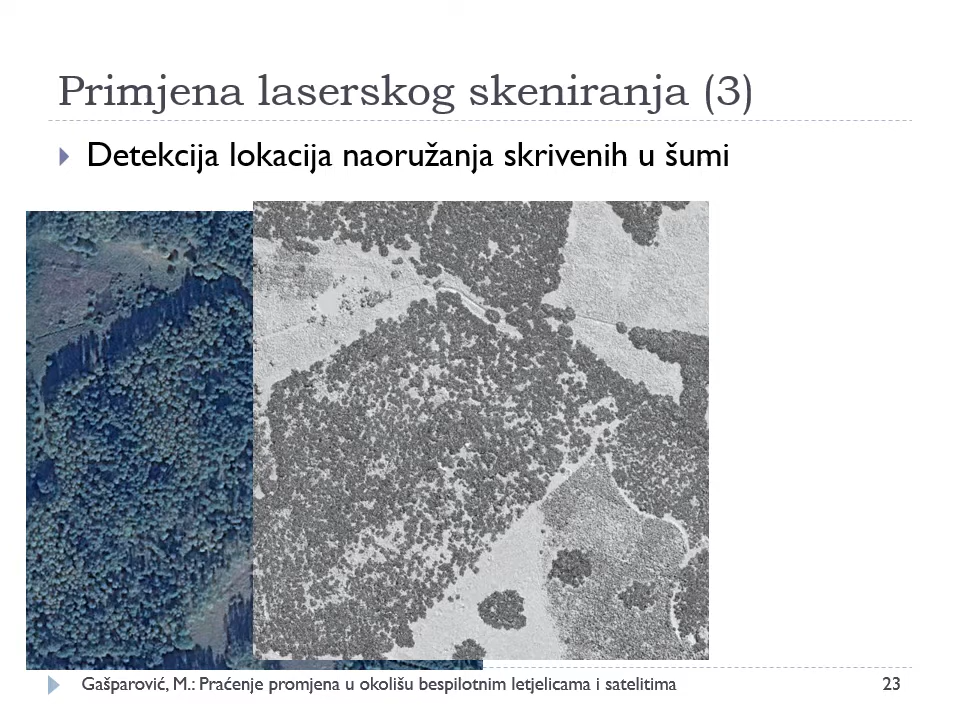 Primjena laserskog skeniranja (3)
Detekcija lokacija naoružanja skrivenih u šumi
Gašparović, M.: Praćenje promjena u okolišu bespilotnim letjelicama i satelitima
23